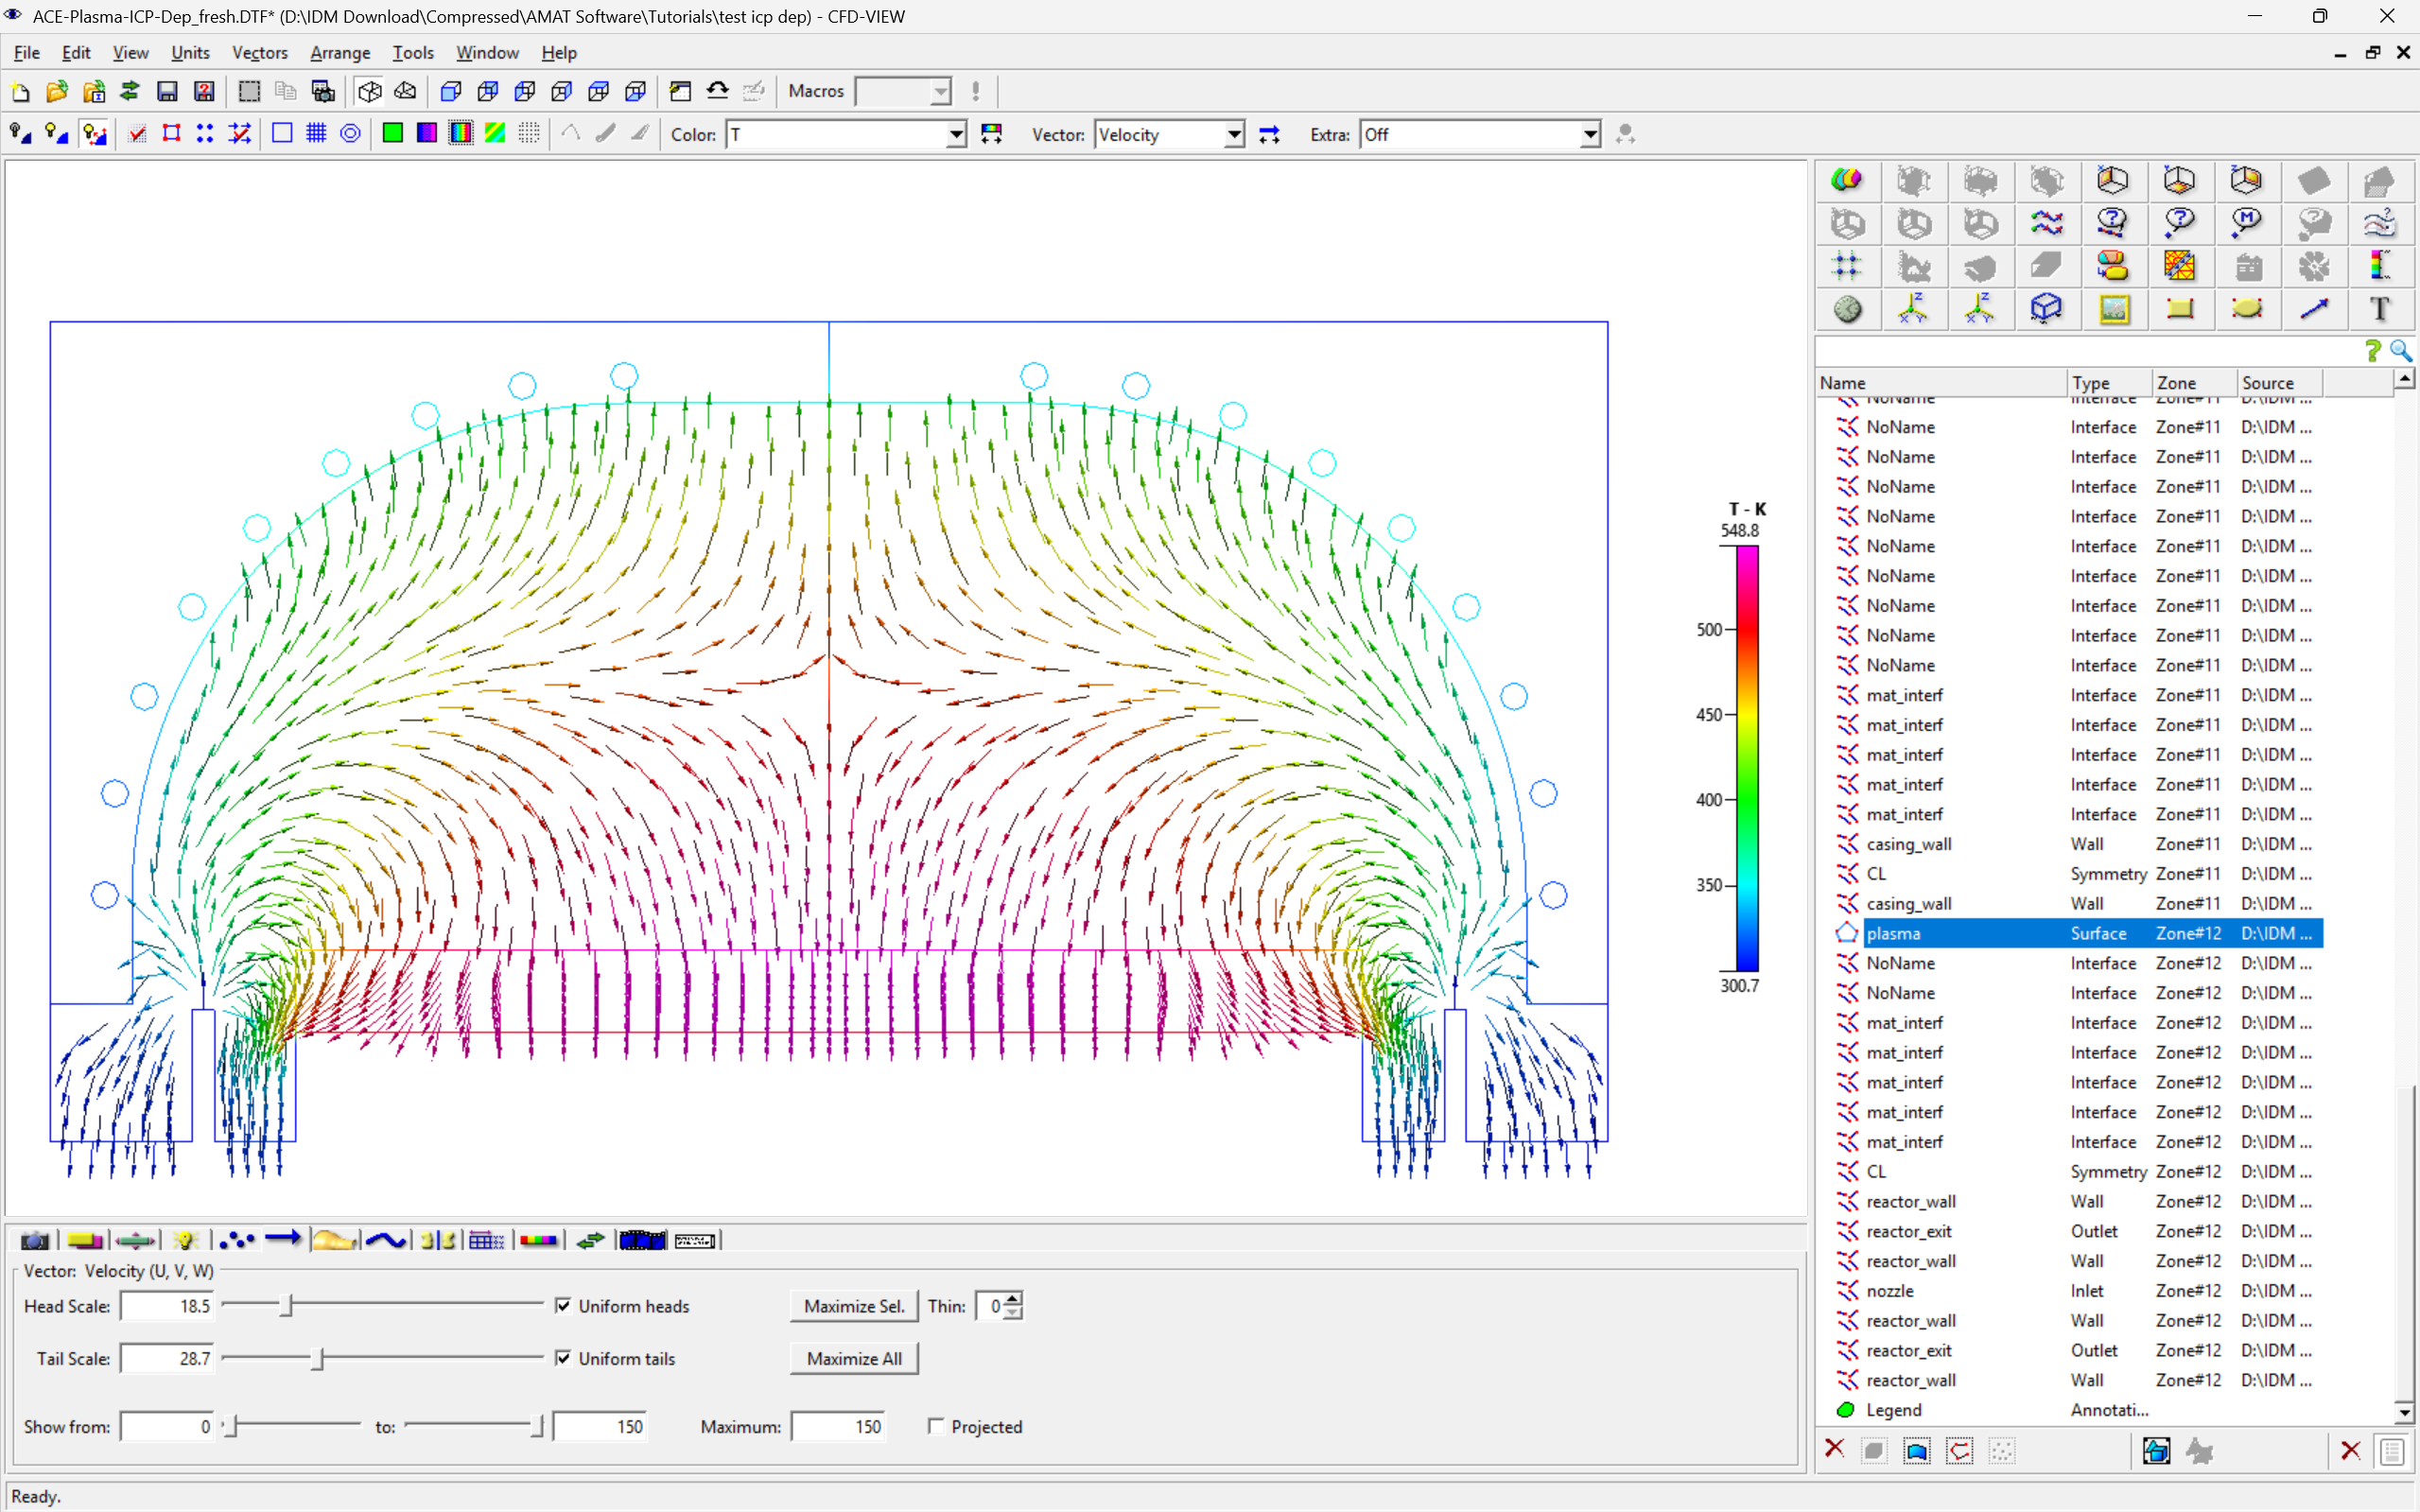 ACE-Plasma-ICP-Dep_fresh.DTF* (D:\IDM Download\Compressed\AMAT Software\Tutorials\test icp dep) - CFD-VIEW
File Edit View Units Vectors Arrange Tools Window Help
Macros
Color: T Vector: Velocity Extra: Off
T - K
548.8
500
450
400
350
300.7
Name Type Zone Source
NoName Interface Zone#11 D:\IDM ...
NoName Interface Zone#11 D:\IDM ...
NoName Interface Zone#11 D:\IDM ...
NoName Interface Zone#11 D:\IDM ...
NoName Interface Zone#11 D:\IDM ...
NoName Interface Zone#11 D:\IDM ...
NoName Interface Zone#11 D:\IDM ...
NoName Interface Zone#11 D:\IDM ...
NoName Interface Zone#11 D:\IDM ...
NoName Interface Zone#11 D:\IDM ...
mat_interf Interface Zone#11 D:\IDM ...
mat_interf Interface Zone#11 D:\IDM ...
mat_interf Interface Zone#11 D:\IDM ...
mat_interf Interface Zone#11 D:\IDM ...
mat_interf Interface Zone#11 D:\IDM ...
casing_wall Wall Zone#11 D:\IDM ...
CL Symmetry Zone#11 D:\IDM ...
casing_wall Wall Zone#11 D:\IDM ...
plasma Surface Zone#12 D:\IDM ...
NoName Interface Zone#12 D:\IDM ...
NoName Interface Zone#12 D:\IDM ...
mat_interf Interface Zone#12 D:\IDM ...
mat_interf Interface Zone#12 D:\IDM ...
mat_interf Interface Zone#12 D:\IDM ...
mat_interf Interface Zone#12 D:\IDM ...
mat_interf Interface Zone#12 D:\IDM ...
CL Symmetry Zone#12 D:\IDM ...
reactor_wall Wall Zone#12 D:\IDM ...
reactor_exit Outlet Zone#12 D:\IDM ...
reactor_wall Wall Zone#12 D:\IDM ...
nozzle Inlet Zone#12 D:\IDM ...
reactor_wall Wall Zone#12 D:\IDM ...
reactor_exit Outlet Zone#12 D:\IDM ...
reactor_wall Wall Zone#12 D:\IDM ...
Legend Annotati...
Vector: Velocity (U, V, W)
Head Scale: 18.5 Uniform heads Maximize Sel. Thin: 0
Tail Scale: 28.7 Uniform tails Maximize All
Show from: 0 to: 150 Maximum: 150 Projected
Ready.